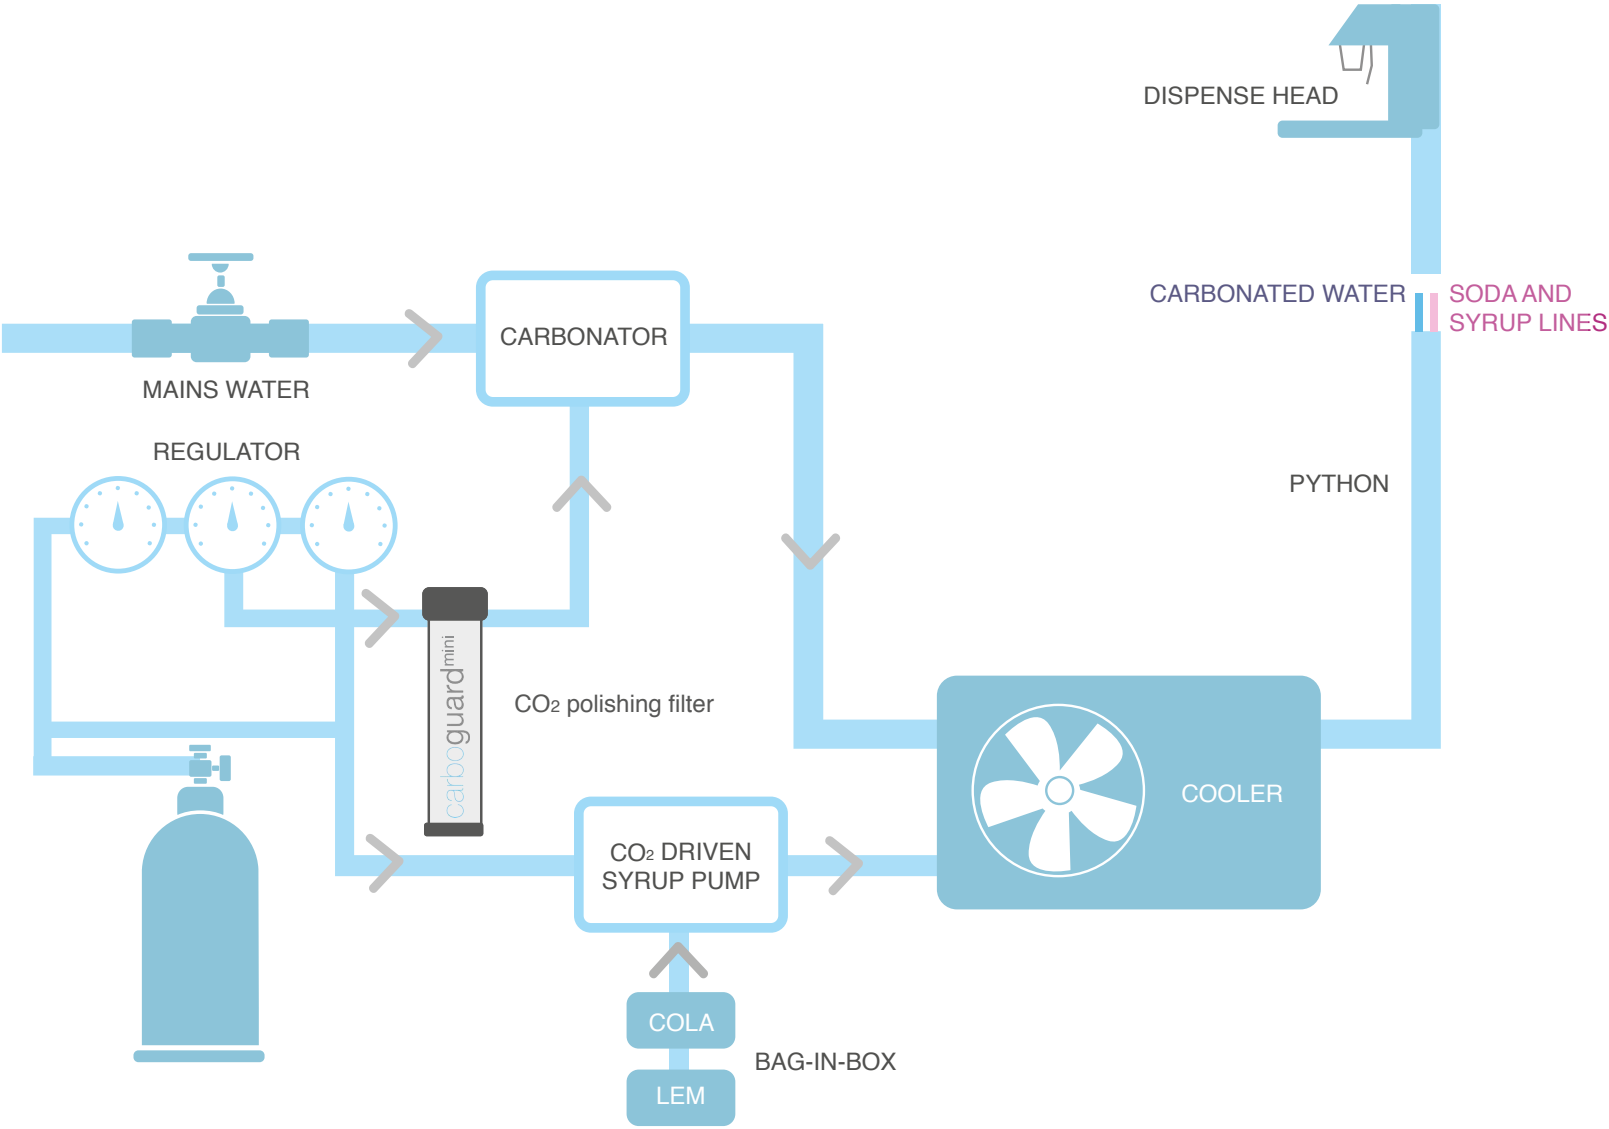 DISPENSE HEAD
CARBONATED WATER
SODA AND
SYRUP LINES
CARBONATOR
MAINS WATER
REGULATOR
PYTHON
carboguardmini
CO2 polishing filter
COOLER
CO2 DRIVEN
SYRUP PUMP
COLA
BAG-IN-BOX
LEM